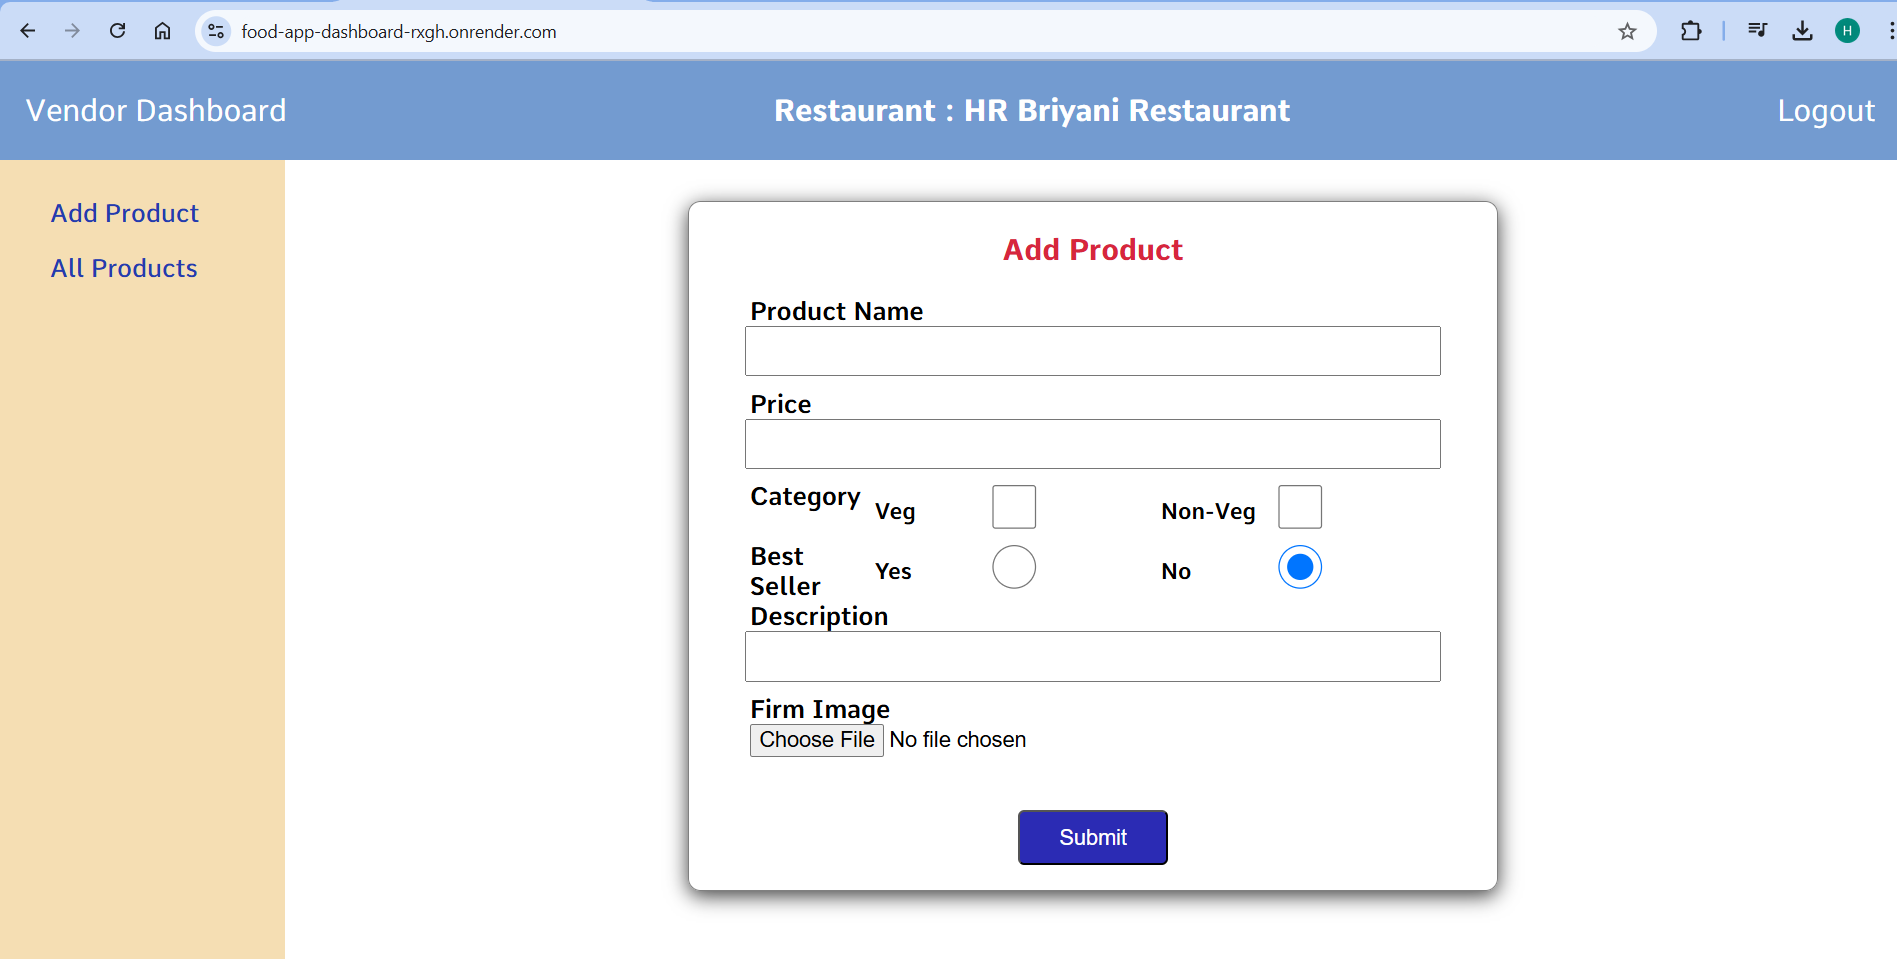 food-app-dashboard-rxgh.onrender.com
H
Vendor Dashboard
Restaurant : HR Briyani Restaurant
Logout
Add Product
All Products
Add Product
Product Name
Price
Category
Veg
Non-Veg
Best
Seller
Yes
No
Description
Firm Image
Choose File No file chosen
Submit